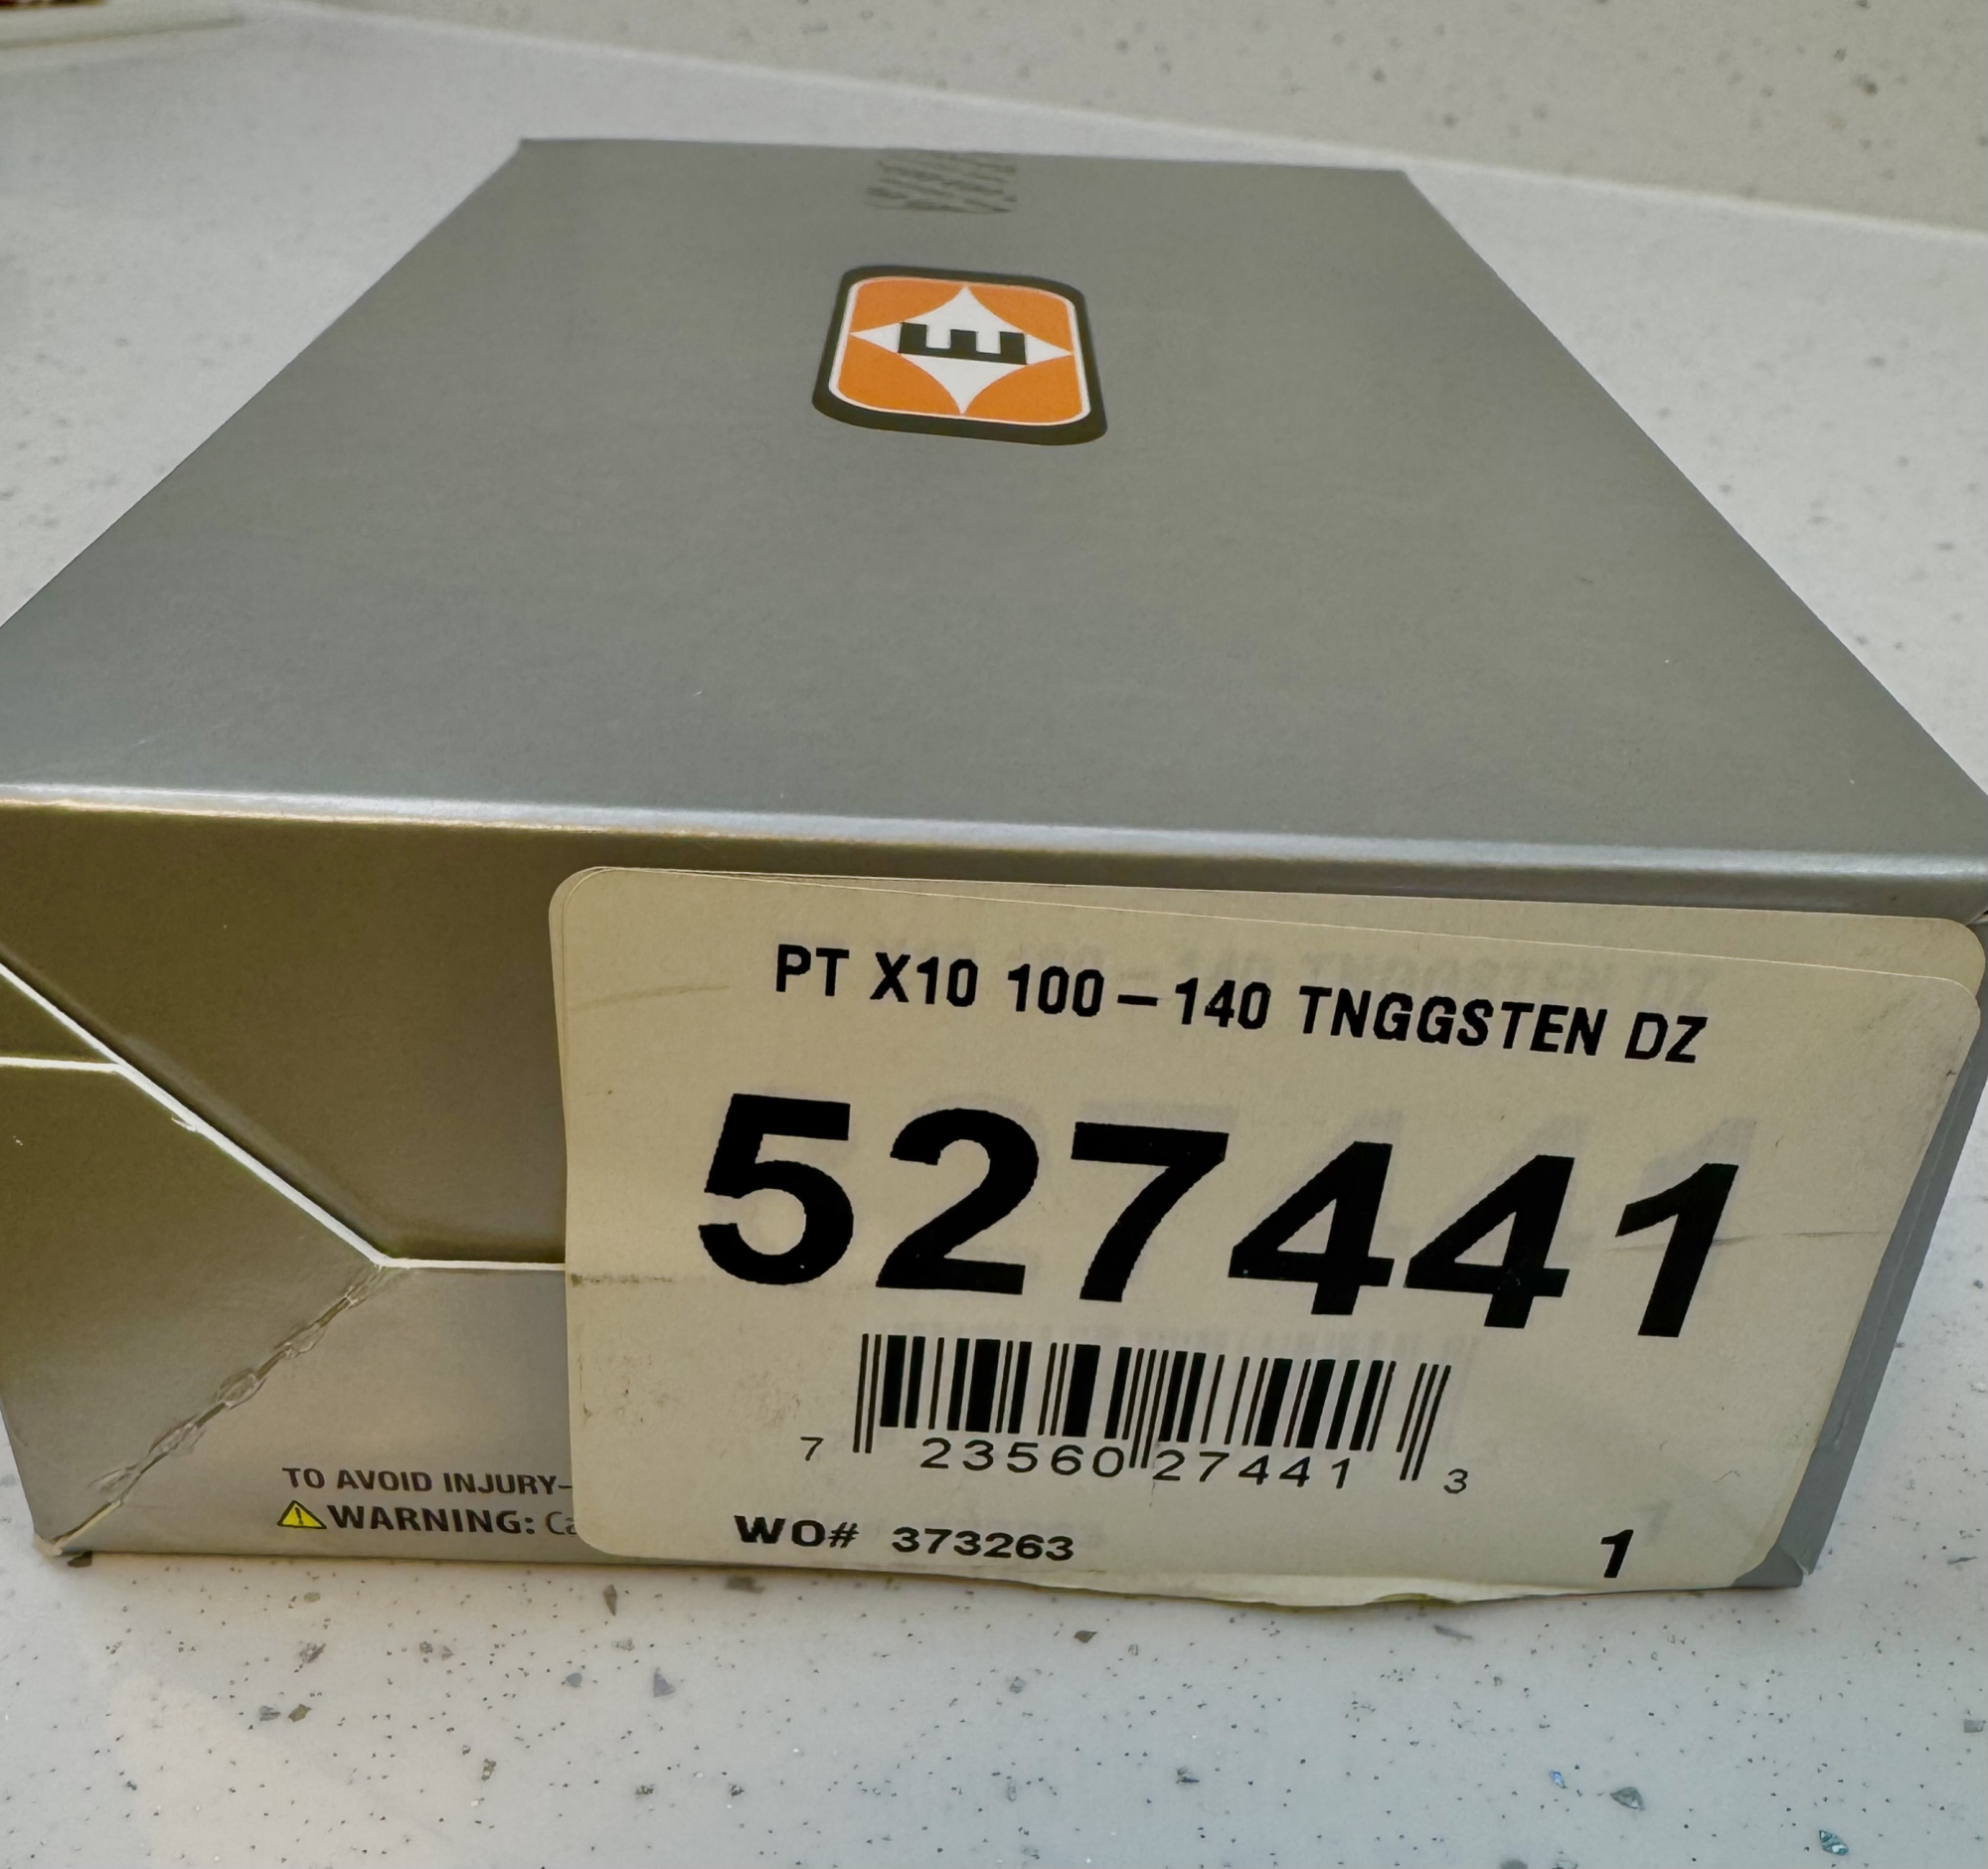 E
PT X10 100-140 TNGGSTEN DZ
527441
7 23560 27441 3
TO AVOID INJURY-
WARNING:
WO# 373263 1